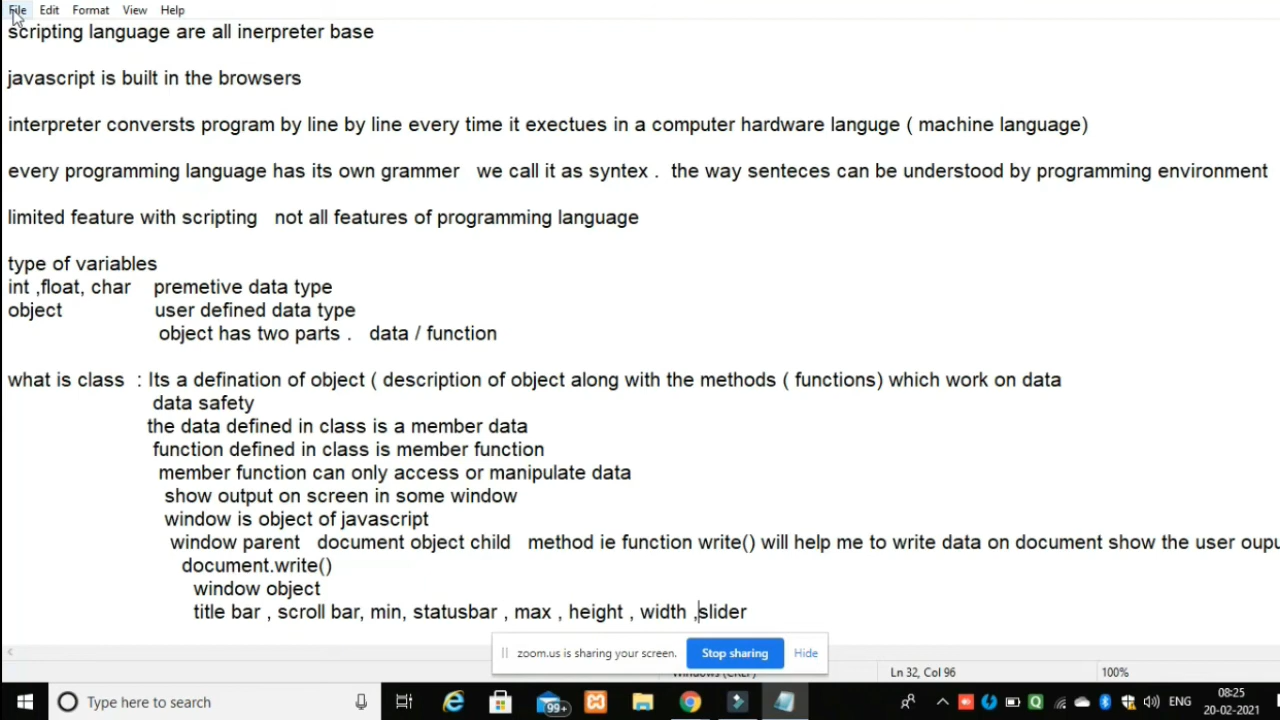 File Edit Format View Help
scripting language are all inerpreter base
javascript is built in the browsers
interpreter conversts program by line by line every time it exectues in a computer hardware languge ( machine language)
every programming language has its own grammer we call it as syntex . the way senteces can be understood by programming environment
limited feature with scripting not all features of programming language
type of variables
int ,float, char premetive data type
object user defined data type
object has two parts . data / function
what is class : Its a defination of object ( description of object along with the methods ( functions) which work on data
data safety
the data defined in class is a member data
function defined in class is member function
member function can only access or manipulate data
show output on screen in some window
window is object of javascript
window parent document object child method ie function write() will help me to write data on document show the user oupu
document.write()
window object
title bar , scroll bar, min, statusbar , max , height , width ,slider
zoom.us is sharing your screen. Stop sharing Hide
Ln 32, Col 96 100%
Type here to search 99+ ENG 08:25
20-02-2021